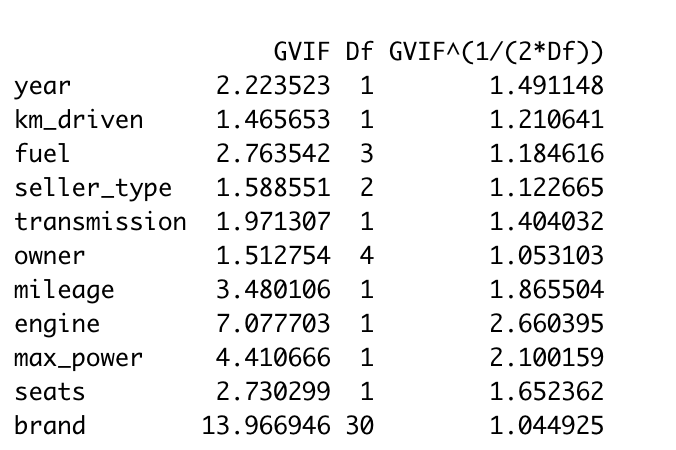 GVIF Df GVIF^(1/(2*Df))
year 2.223523 1 1.491148
km_driven 1.465653 1 1.210641
fuel 2.763542 3 1.184616
seller_type 1.588551 2 1.122665
transmission 1.971307 1 1.404032
owner 1.512754 4 1.053103
mileage 3.480106 1 1.865504
engine 7.077703 1 2.660395
max_power 4.410666 1 2.100159
seats 2.730299 1 1.652362
brand 13.966946 30 1.044925